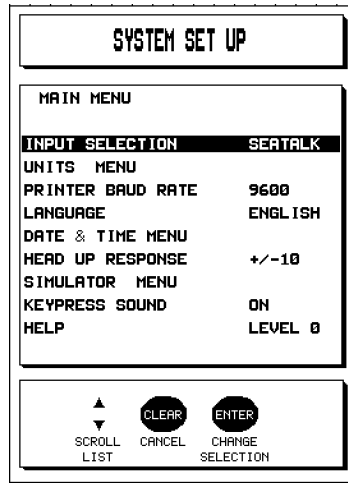 SYSTEM SET UP
MAIN MENU
INPUT SELECTION SEATALK
UNITS MENU
PRINTER BAUD RATE 9600
LANGUAGE ENGLISH
DATE & TIME MENU
HEAD UP RESPONSE +/-10
SIMULATOR MENU
KEYPRESS SOUND ON
HELP LEVEL 0
CLEAR ENTER
SCROLL CANCEL CHANGE
LIST SELECTION